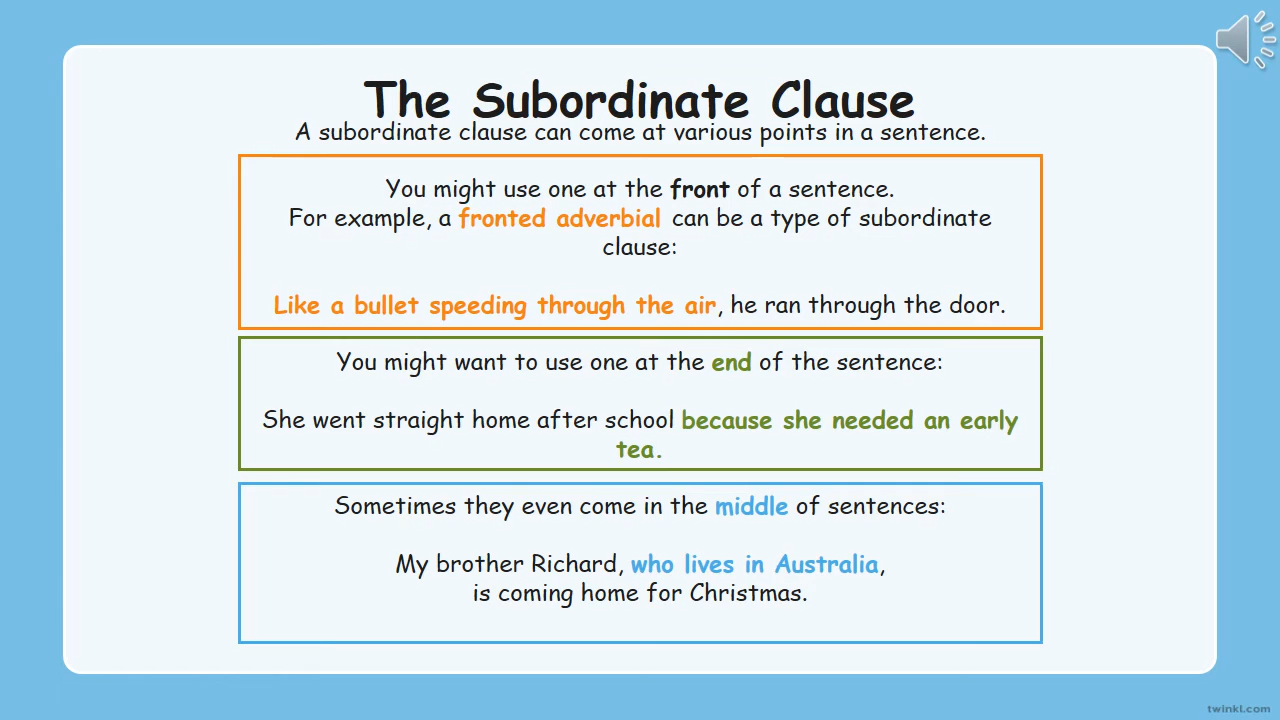 The Subordinate Clause
A subordinate clause can come at various points in a sentence.
You might use one at the front of a sentence.
For example, a fronted adverbial can be a type of subordinate
clause:
Like a bullet speeding through the air, he ran through the door.
You might want to use one at the end of the sentence:
She went straight home after school because she needed an early
tea.
Sometimes they even come in the middle of sentences:
My brother Richard, who lives in Australia,
is coming home for Christmas.
twinkl.com